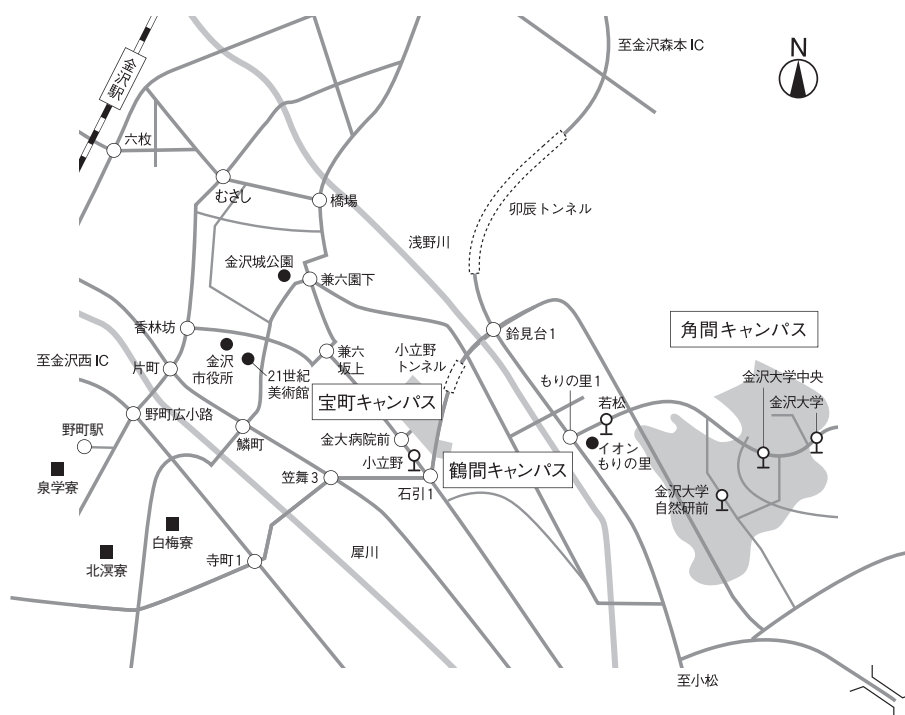 至金沢森本IC
N
金沢駅
六枚
むさし
橋場
卯辰トンネル
浅野川
金沢城公園
兼六園下
香林坊
鈴見台1
角間キャンパス
至金沢西IC
片町
金沢
市役所
21世紀
美術館
兼六
坂上
小立野
トンネル
もりの里1
若松
金沢大学中央
金沢大学
宝町キャンパス
野町広小路
野町駅
鱗町
金大病院前
イオン
もりの里
小立野
鶴間キャンパス
泉学寮
笠舞3
石引1
金沢大学
自然研前
白梅寮
北溟寮
寺町1
犀川
至小松